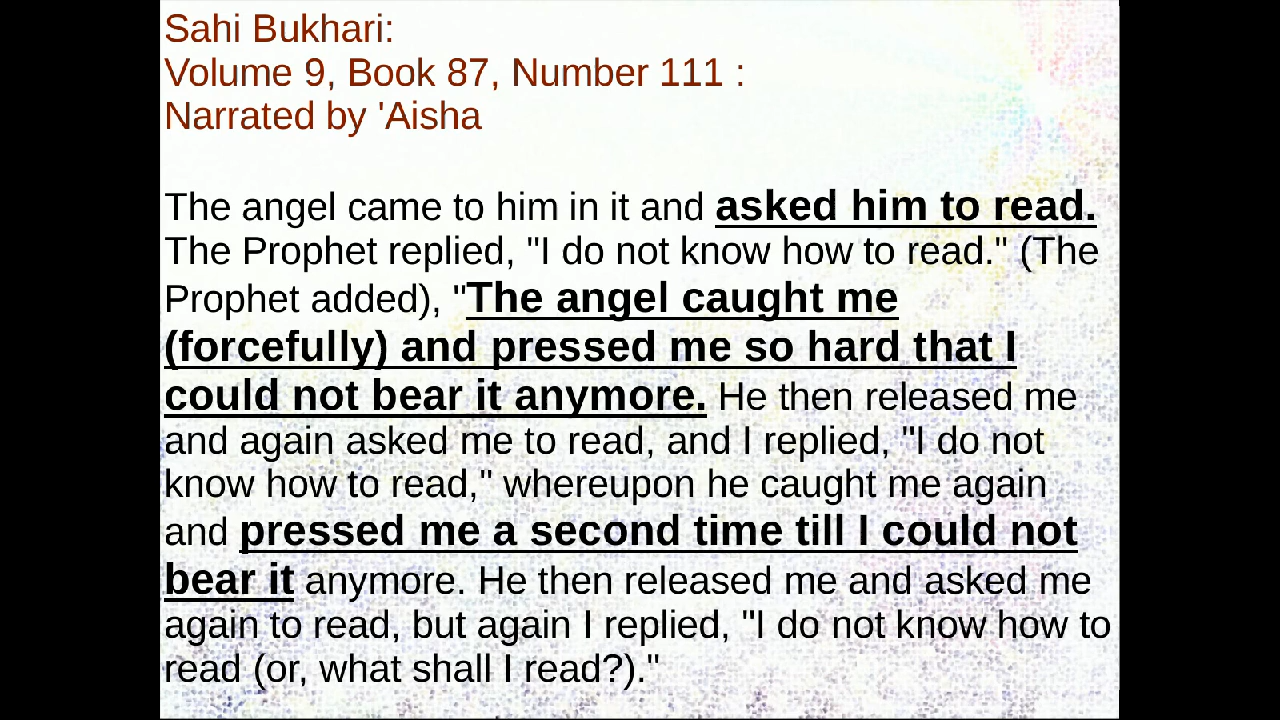 Sahi Bukhari:
Volume 9, Book 87, Number 111 :
Narrated by 'Aisha
The angel came to him in it and asked him to read.
The Prophet replied, "I do not know how to read." (The
Prophet added), "The angel caught me
(forcefully) and pressed me so hard that I
could not bear it anymore. He then released me
and again asked me to read, and I replied, "I do not
know how to read," whereupon he caught me again
and pressed me a second time till I could not
bear it anymore. He then released me and asked me
again to read, but again I replied, "I do not know how to
read (or, what shall I read?)."